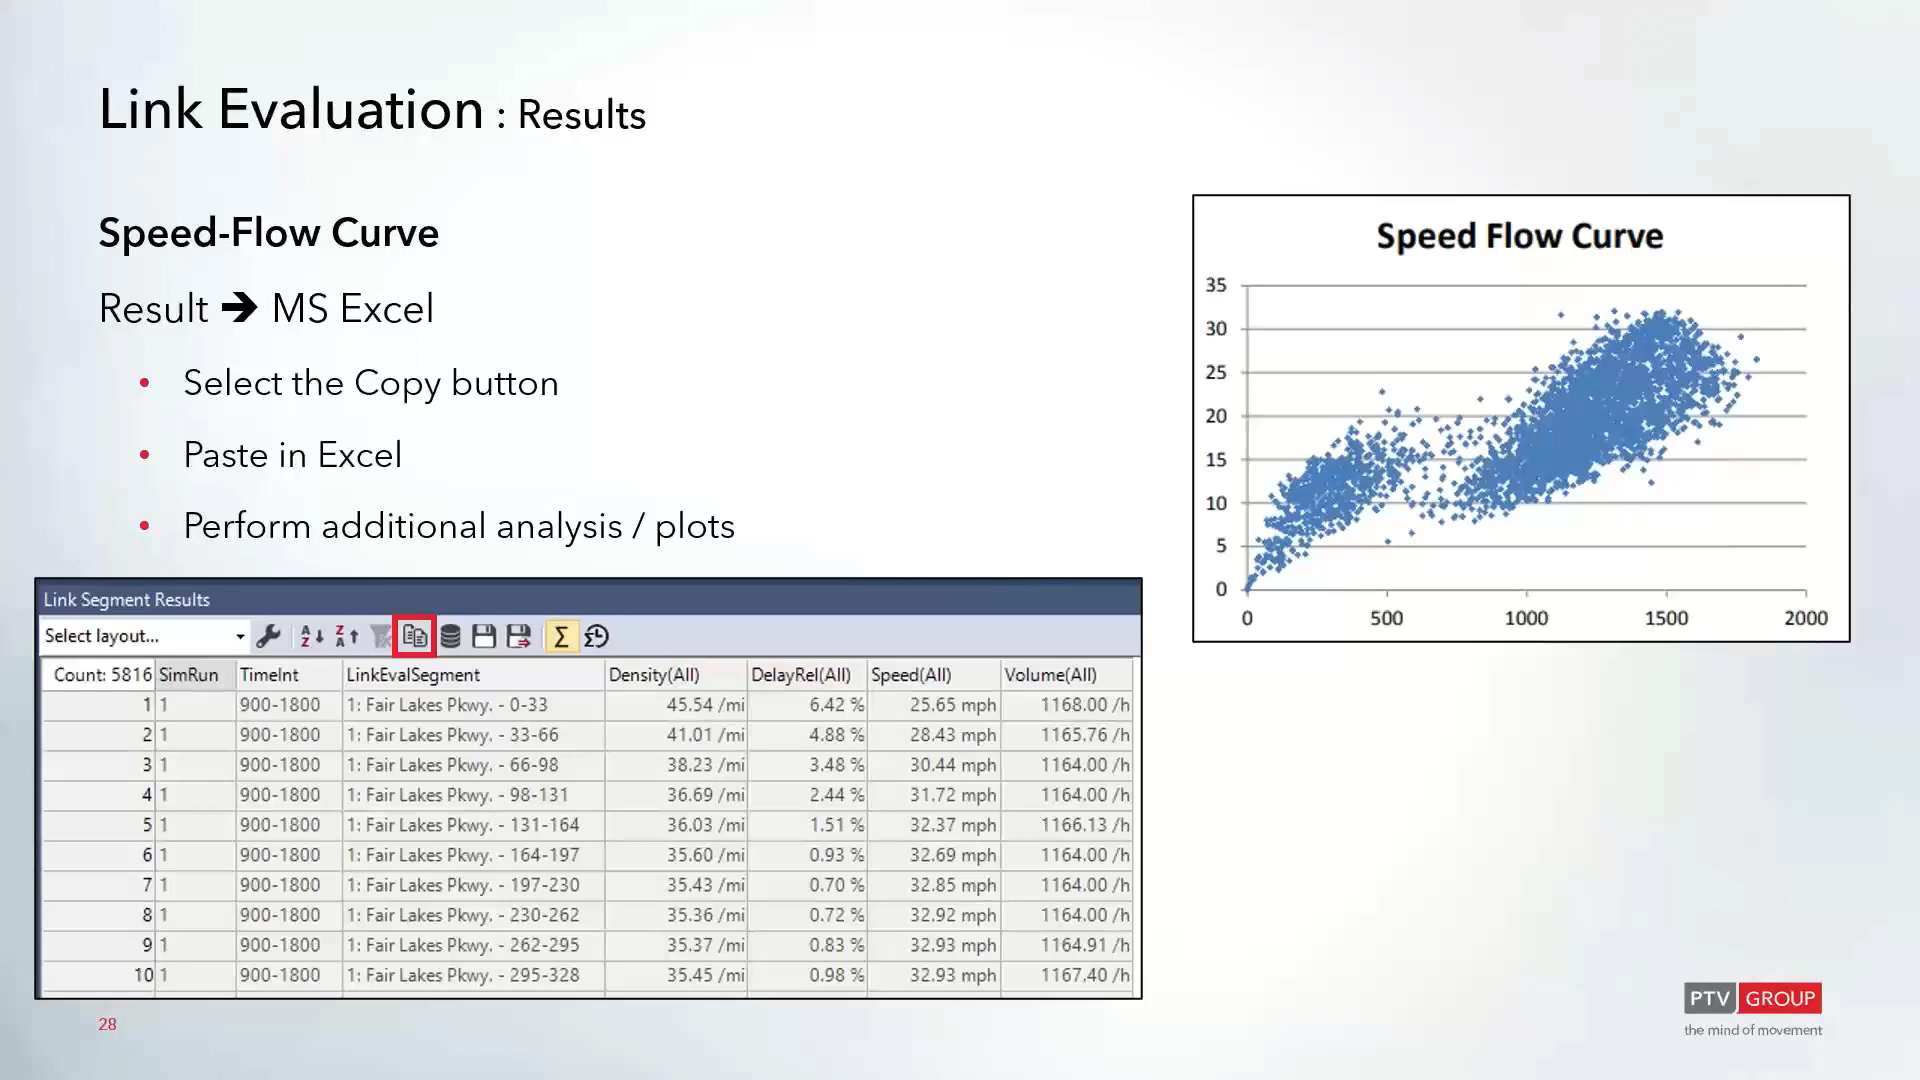 Link Evaluation : Results
Speed-Flow Curve
Result ➔ MS Excel
• Select the Copy button
• Paste in Excel
• Perform additional analysis / plots
Speed Flow Curve
35
30
25
20
15
10
5
0
0 500 1000 1500 2000
Link Segment Results
Select layout...
Count: 5816 SimRun TimeInt LinkEvalSegment Density(All) DelayRel(All) Speed(All) Volume(All)
1 1 900-1800 1: Fair Lakes Pkwy. - 0-33 45.54 /mi 6.42 % 25.65 mph 1168.00 /h
2 1 900-1800 1: Fair Lakes Pkwy. - 33-66 41.01 /mi 4.88 % 28.43 mph 1165.76 /h
3 1 900-1800 1: Fair Lakes Pkwy. - 66-98 38.23 /mi 3.48 % 30.44 mph 1164.00 /h
4 1 900-1800 1: Fair Lakes Pkwy. - 98-131 36.69 /mi 2.44 % 31.72 mph 1164.00 /h
5 1 900-1800 1: Fair Lakes Pkwy. - 131-164 36.03 /mi 1.51 % 32.37 mph 1166.13 /h
6 1 900-1800 1: Fair Lakes Pkwy. - 164-197 35.60 /mi 0.93 % 32.69 mph 1164.00 /h
7 1 900-1800 1: Fair Lakes Pkwy. - 197-230 35.43 /mi 0.70 % 32.85 mph 1164.00 /h
8 1 900-1800 1: Fair Lakes Pkwy. - 230-262 35.36 /mi 0.72 % 32.92 mph 1164.00 /h
9 1 900-1800 1: Fair Lakes Pkwy. - 262-295 35.37 /mi 0.83 % 32.93 mph 1164.91 /h
10 1 900-1800 1: Fair Lakes Pkwy. - 295-328 35.45 /mi 0.98 % 32.93 mph 1167.40 /h
28
PTV GROUP
the mind of movement